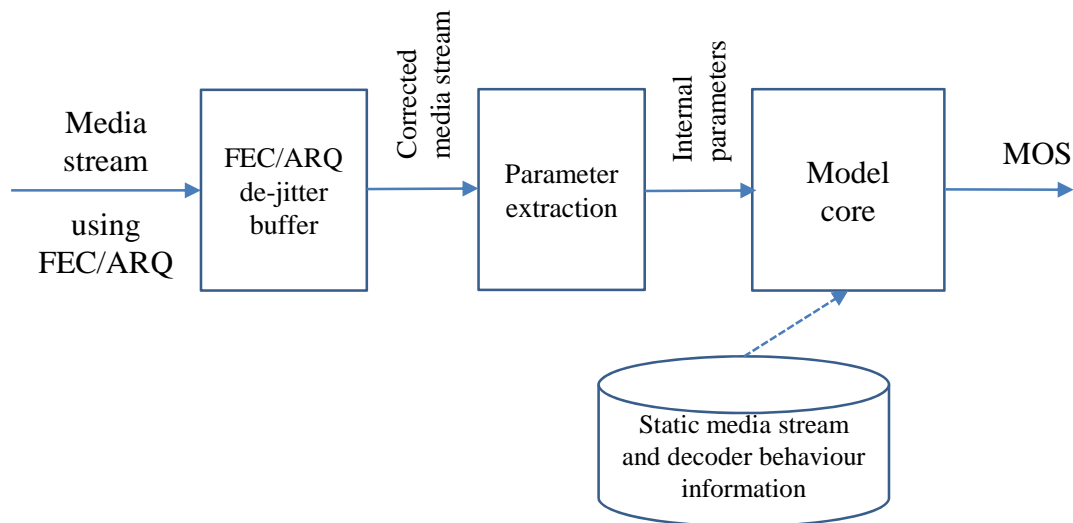 Media
stream
using
FEC/ARQ
FEC/ARQ
de-jitter
buffer
Corrected
media stream
Parameter
extraction
Internal
parameters
Model
core
MOS
Static media stream
and decoder behaviour
information